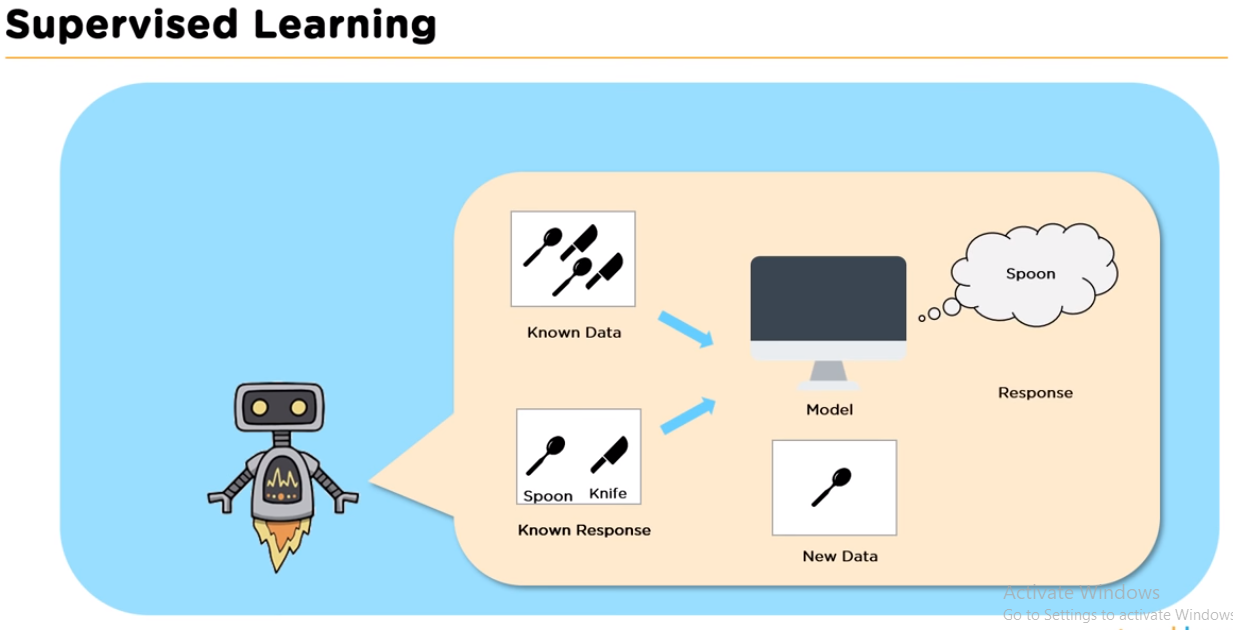 Supervised Learning
Known Data
Spoon
Knife
Known Response
Model
New Data
Spoon
Response
Activate Windows
Go to Settings to activate Windows